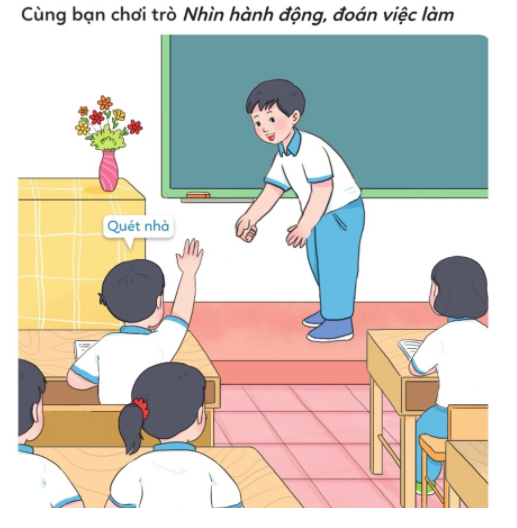 Cùng bạn chơi trò Nhìn hành động, đoán việc làm
Quét nhà